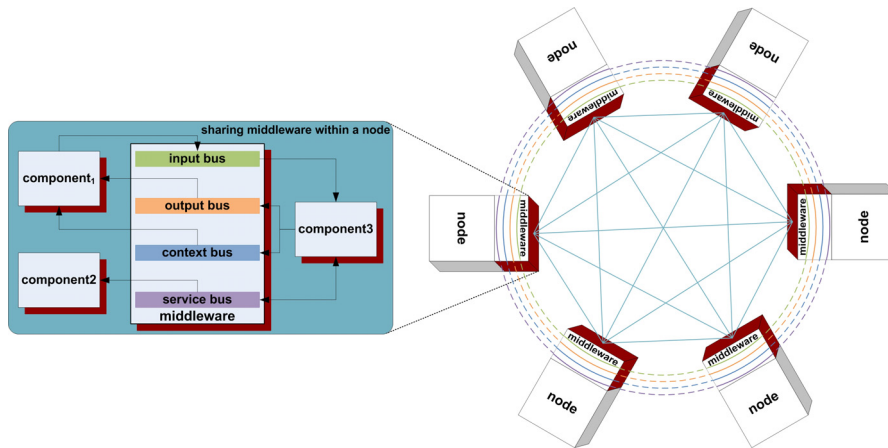 sharing middleware within a node
input bus
component1
output bus
component3
context bus
component2
service bus
middleware
node
middleware
node
middleware
node
middleware
node
middleware
node
middleware
node
middleware